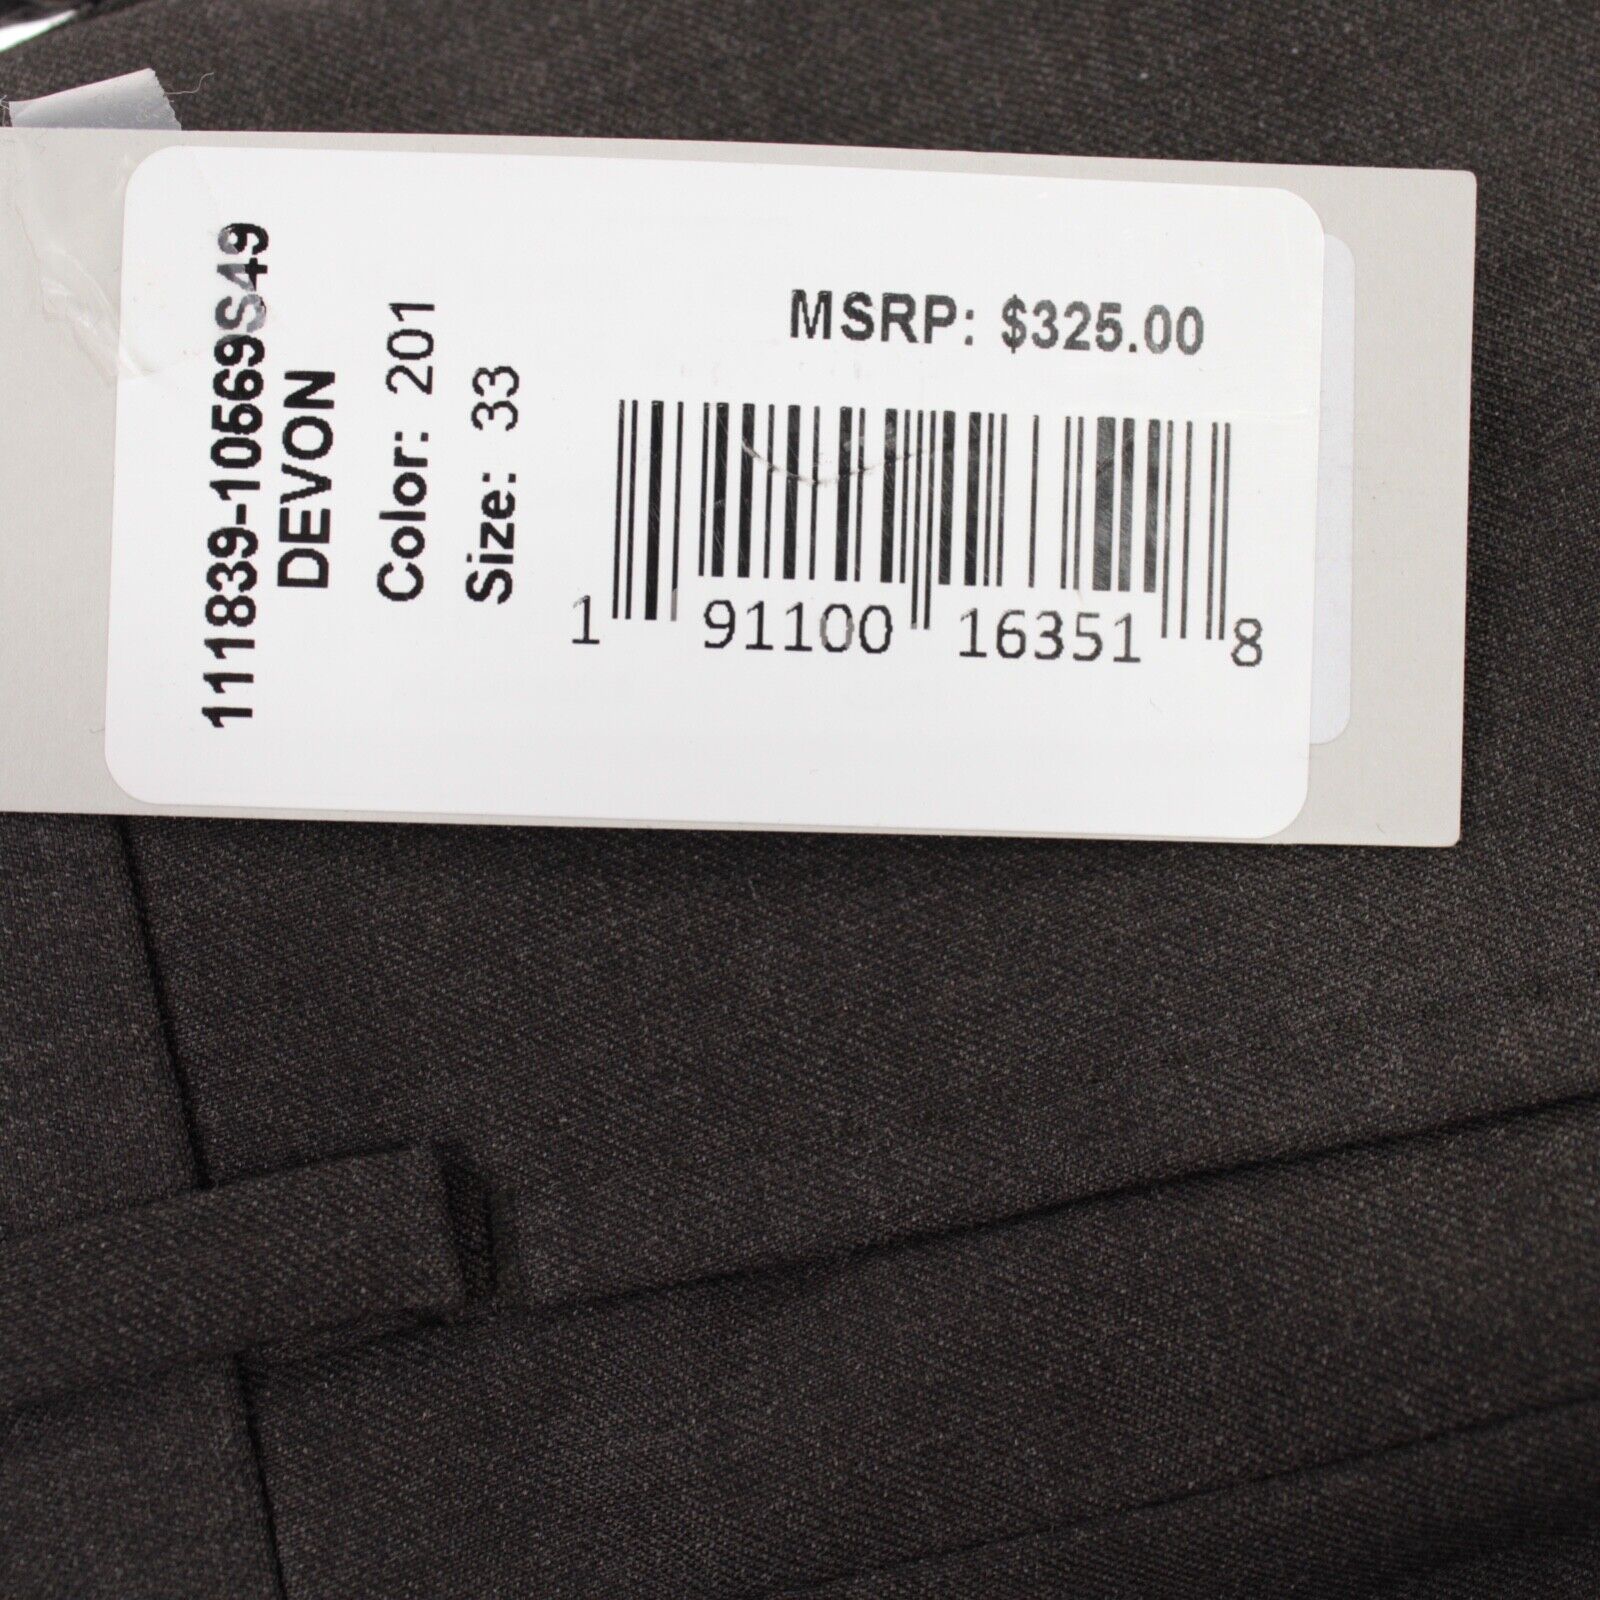 111839-10569S49
DEVON
Color: 201
Size: 33
MSRP: $325.00
1 91100 16351 8